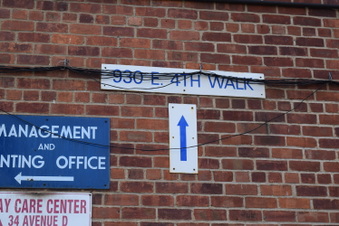 930 E. 4TH WALK
MANAGEMENT
AND
NTING OFFICE
AY CARE CENTER
34 AVENUE D